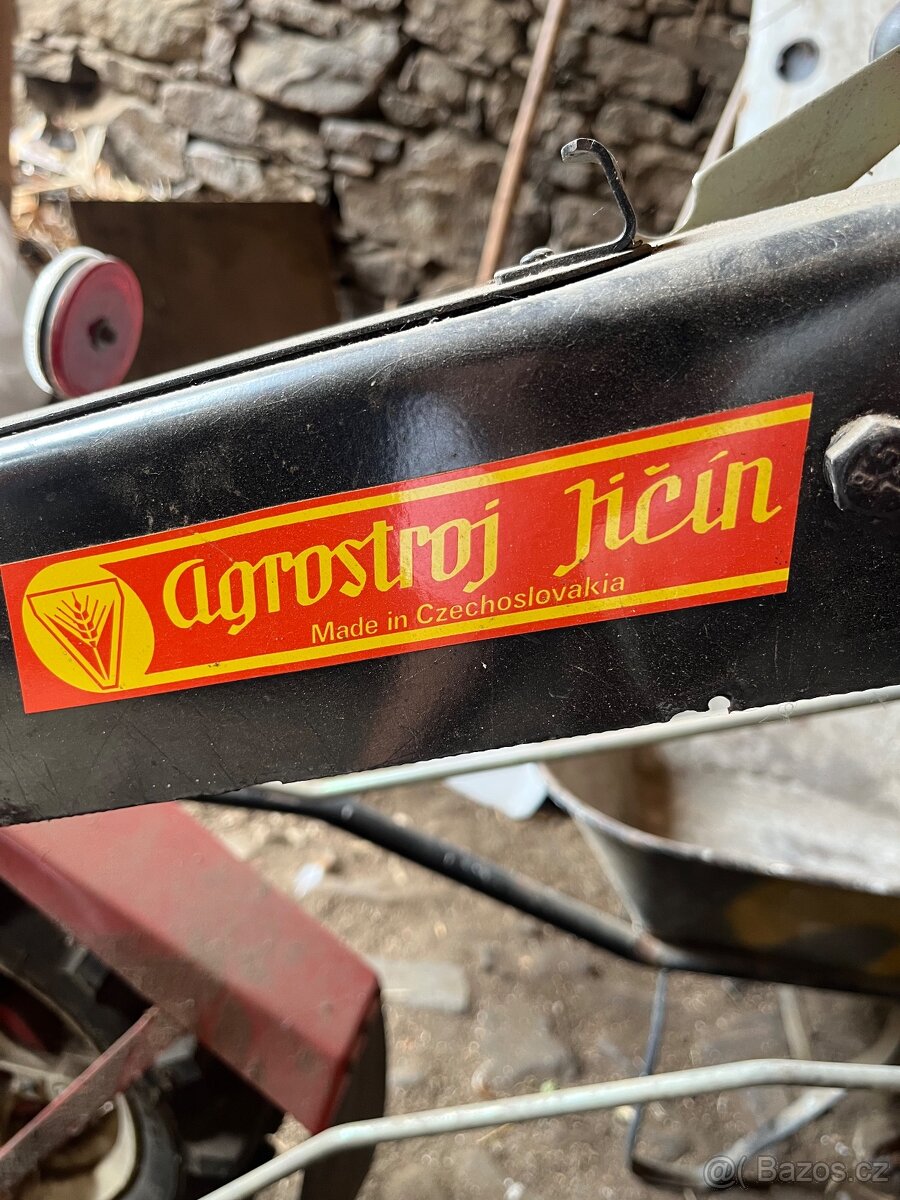 agrostroj Jičín
Made in Czechoslovakia
@( Bazos.cz